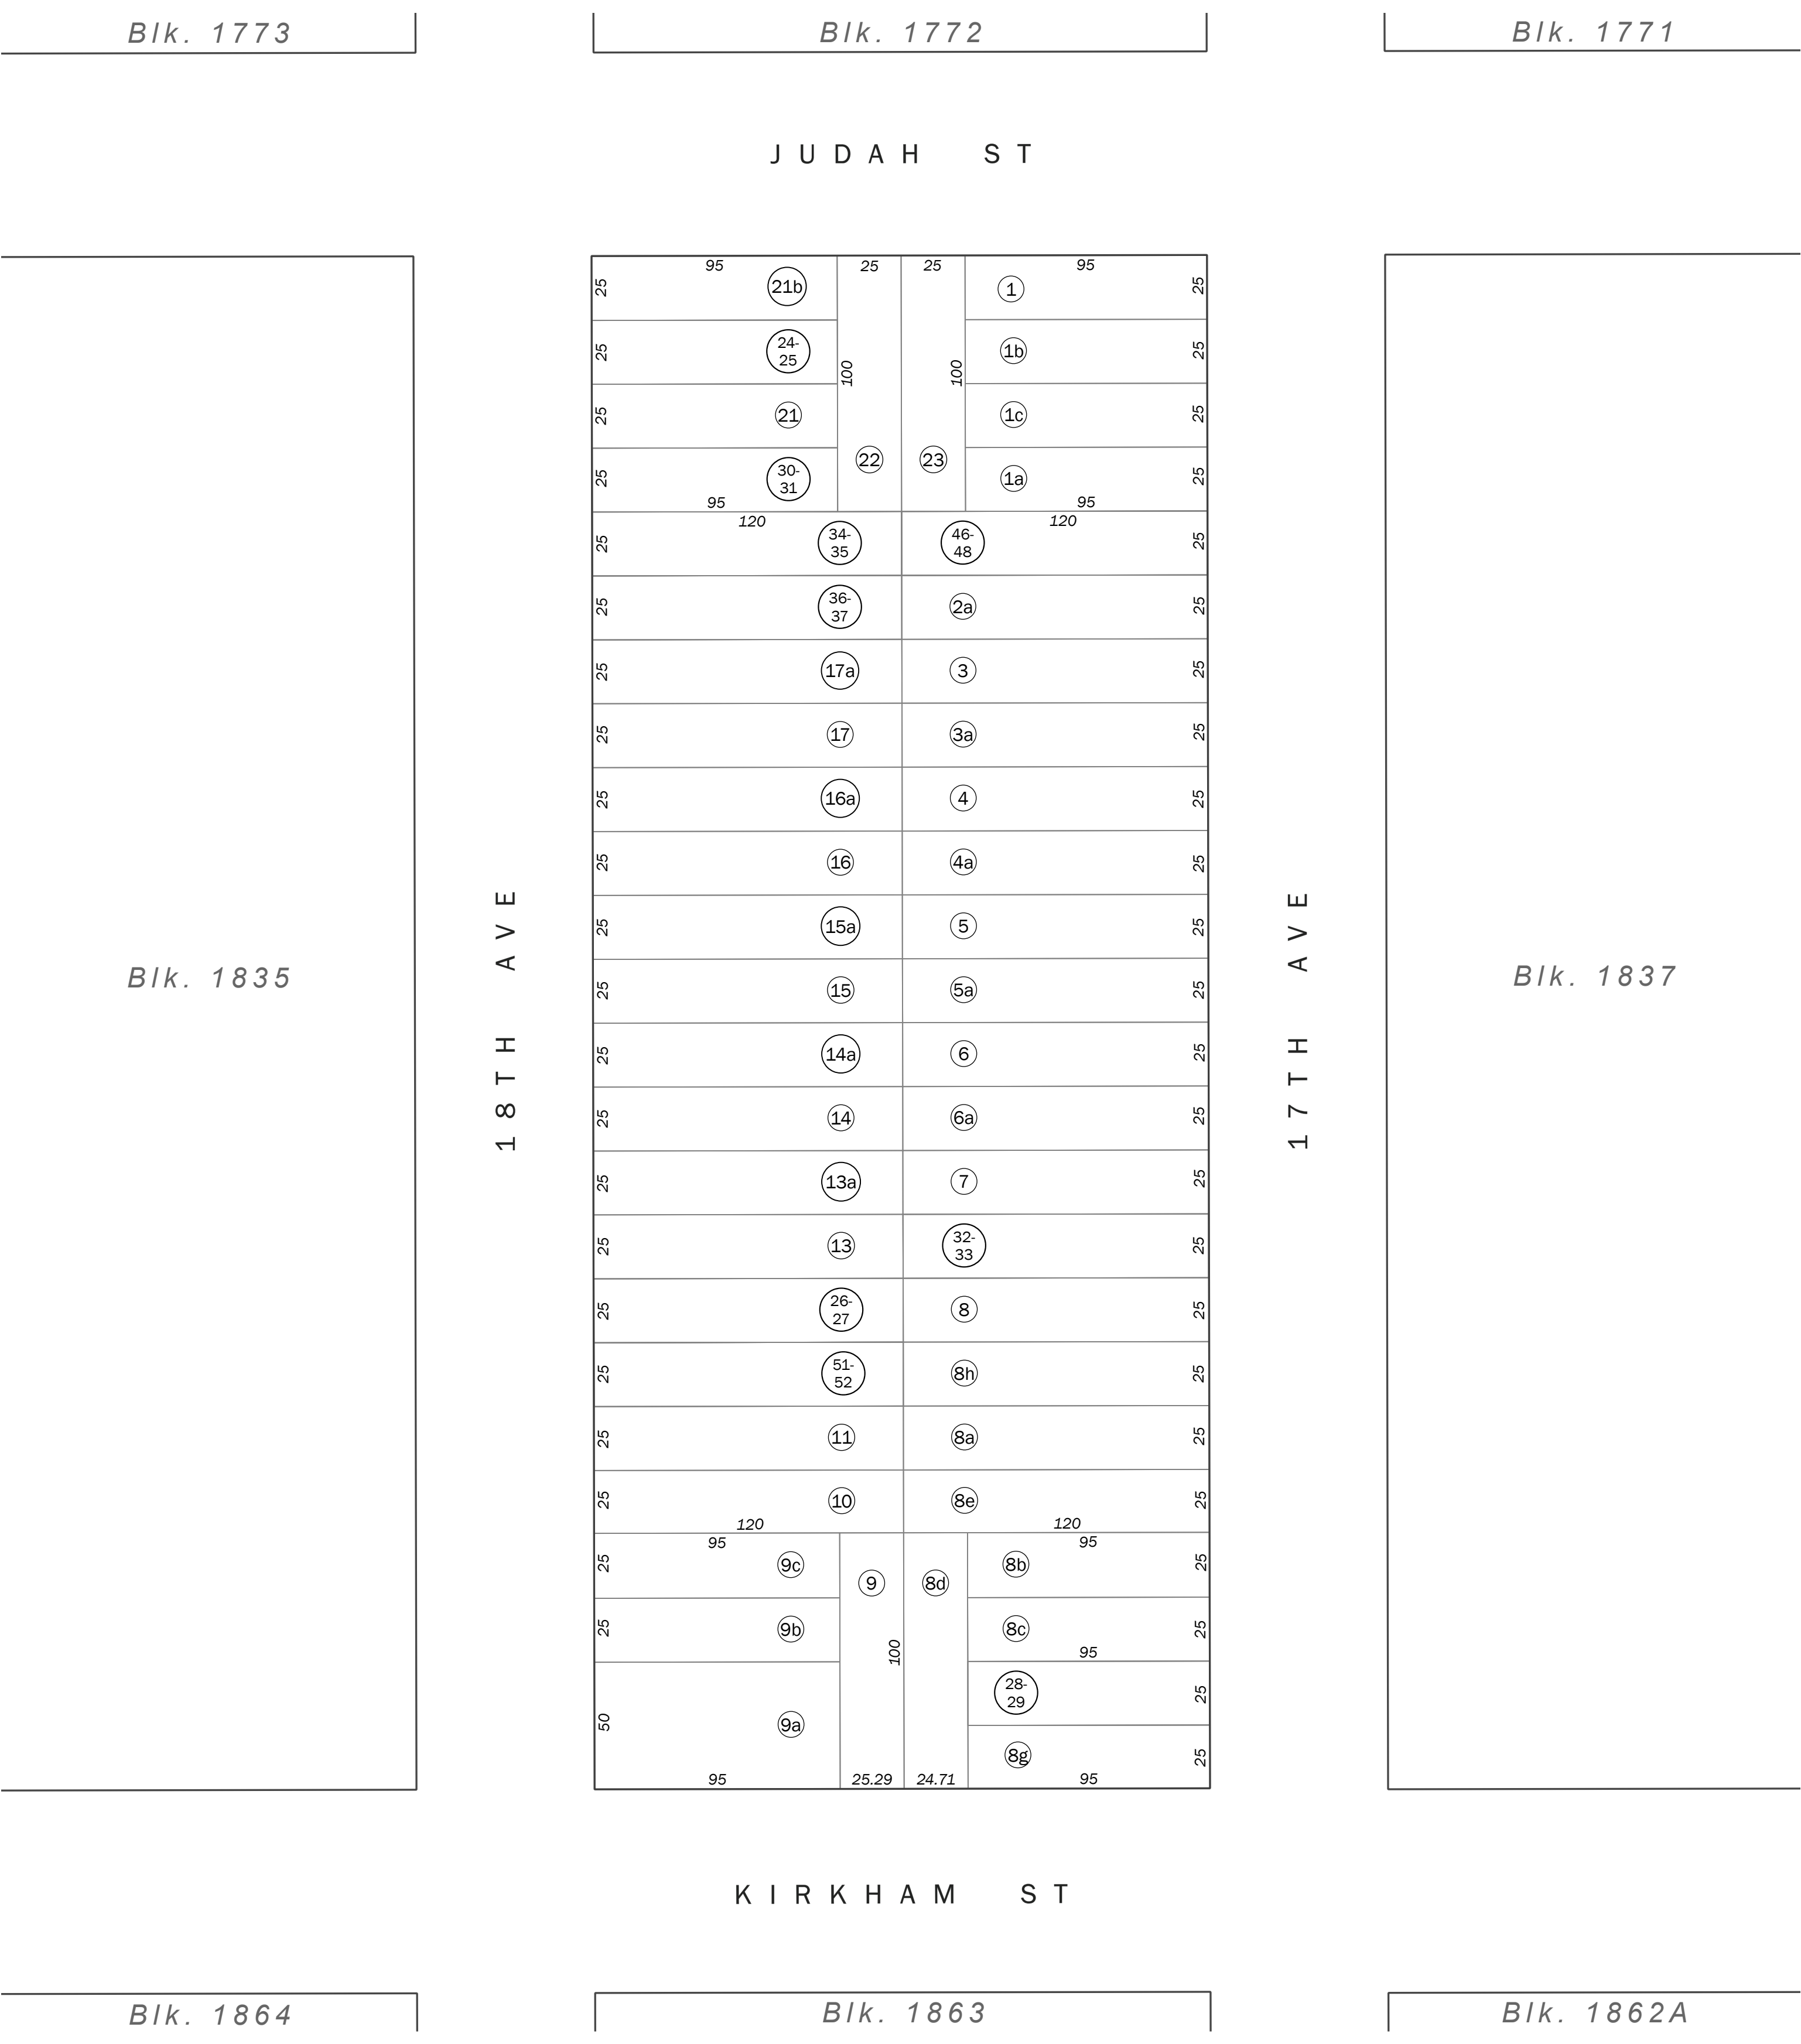 Blk. 1773 Blk. 1772 Blk. 1771
JUDAH ST
95 25 25 95
25 21b 1 25
25 24- 1b 25
25
100 100
25 21 1c 25
22 23
25 30- 1a 25
31
95 95
120 120
25 34- 46- 25
35 48
25 36- 2a 25
37
25 17a 3 25
25 17 3a 25
25 16a 4 25
25 16 4a 25
25 15a 5 25
18TH AVE 17TH AVE
Blk. 1835 Blk. 1837
25 15 5a 25
25 14a 6 25
25 14 6a 25
25 13a 7 25
25 13 32- 25
33
25 26- 8 25
27
25 51- 8h 25
52
25 11 8a 25
25 10 8e 25
120 120
95 95
25 9c 9 8d 8b 25
25 9b 8c 25
100 95
28- 25
29
50 9a
8g 25
95 25.29 24.71 95
KIRKHAM ST
Blk. 1864 Blk. 1863 Blk. 1862A